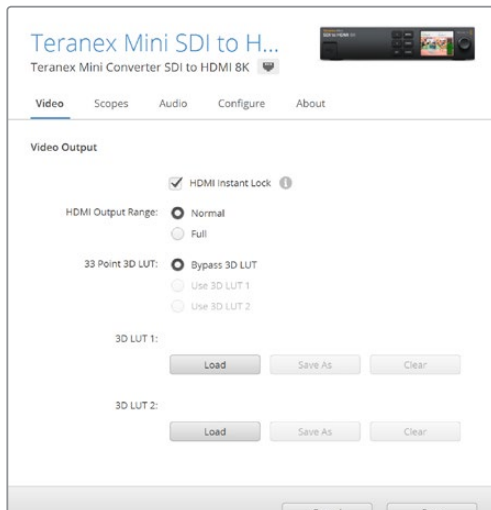 Teranex Mini SDI to H...
Teranex Mini Converter SDI to HDMI 8K
Video Scopes Audio Configure About
Video Output
HDMI Instant Lock
HDMI Output Range: Normal
Full
33 Point 3D LUT: Bypass 3D LUT
Use 3D LUT 1
Use 3D LUT 2
3D LUT 1:
Load Save As Clear
3D LUT 2:
Load Save As Clear